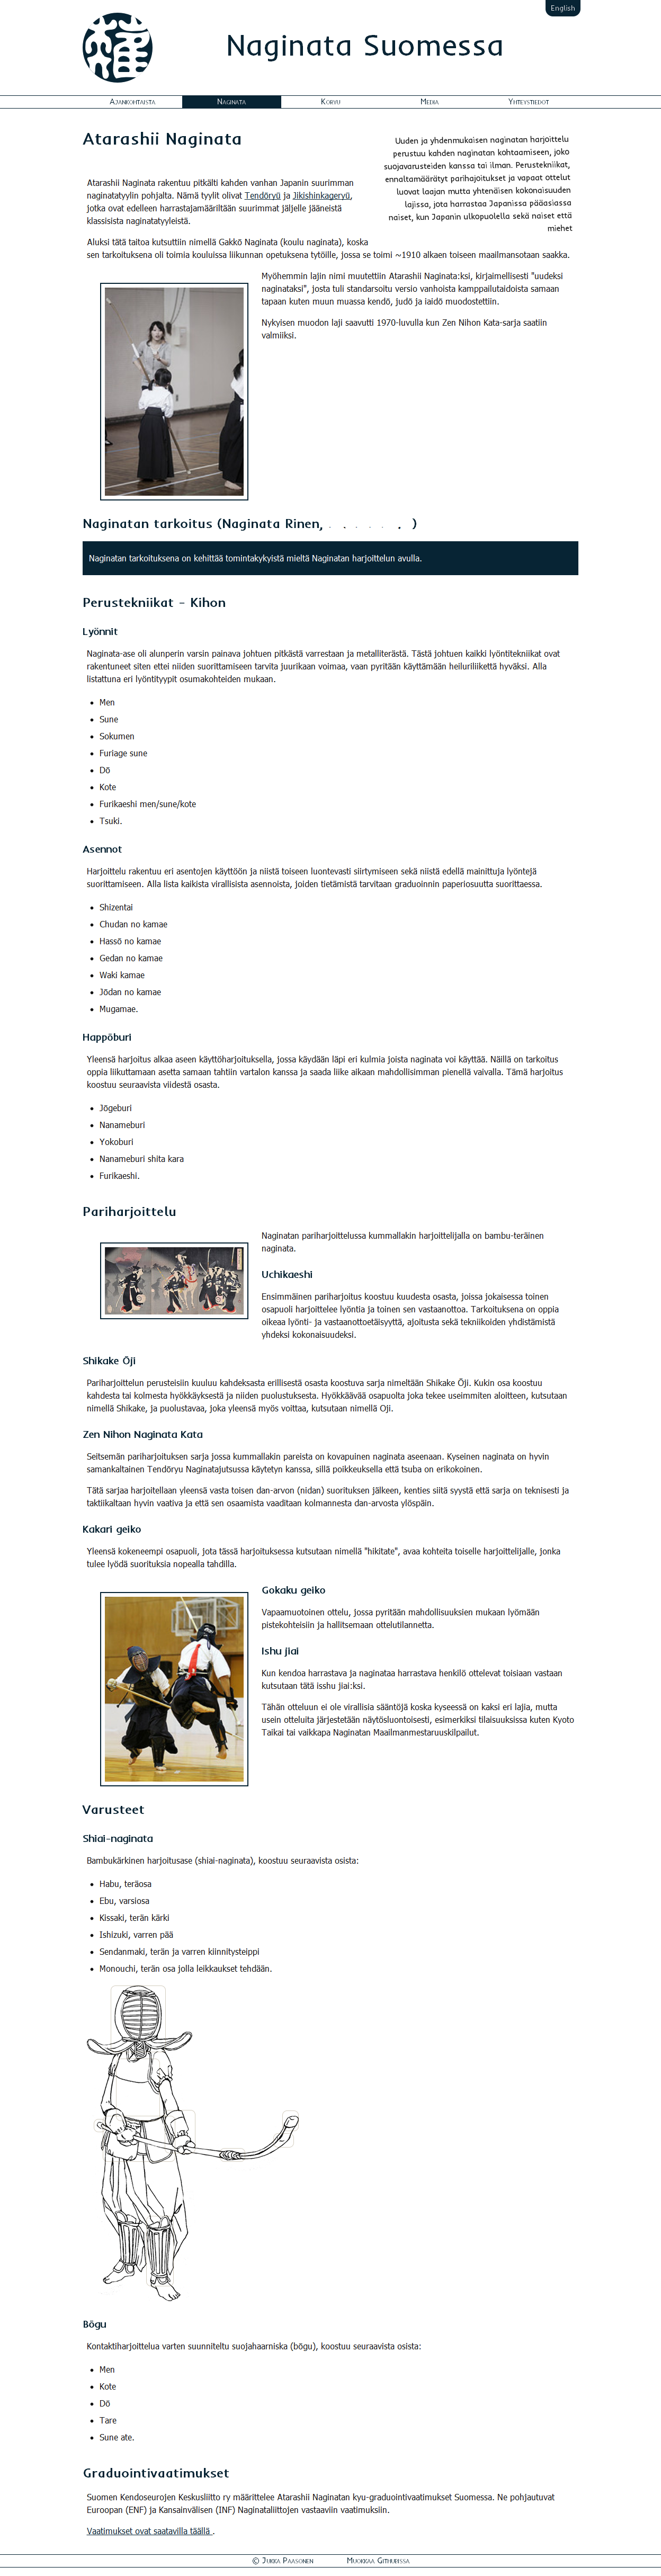 English
Naginata Suomessa
Ajankohtaista
Naginata
Koryu
Media
Yhteystiedot
Atarashii Naginata
Uuden ja yhdenmukaisen naginatan harjoittelu
perustuu kahden naginatan kohtaamiseen, joko
suojavarusteiden kanssa tai ilman. Perustekniikat,
ennaltamäärätyt parihajoitukset ja vapaat ottelut
luovat laajan mutta yhtenäisen kokonaisuuden
lajissa, jota harrastaa Japanissa pääasiassa
naiset, kun Japanin ulkopuolella sekä naiset että
miehet
Atarashii Naginata rakentuu pitkälti kahden vanhan Japanin suurimman
naginatatyylin pohjalta. Nämä tyylit olivat Tendōryū ja Jikishinkageryū,
jotka ovat edelleen harrastajamääriltään suurimmat jäljelle jääneistä
klassisista naginatatyyleistä.
Aluksi tätä taitoa kutsuttiin nimellä Gakkō Naginata (koulu naginata), koska
sen tarkoituksena oli toimia kouluissa liikunnan opetuksena tytöille, jossa se toimi ~1910 alkaen toiseen maailmansotaan saakka.
Myöhemmin lajin nimi muutettiin Atarashii Naginata:ksi, kirjaimellisesti "uudeksi
naginataksi", josta tuli standarsoitu versio vanhoista kamppailutaidoista samaan
tapaan kuten muun muassa kendō, judō ja iaidō muodostettiin.
Nykyisen muodon laji saavutti 1970-luvulla kun Zen Nihon Kata-sarja saatiin
valmiiksi.
Naginatan tarkoitus (Naginata Rinen, )
Naginatan tarkoituksena on kehittää tomintakykyistä mieltä Naginatan harjoittelun avulla.
Perustekniikat - Kihon
Lyönnit
Naginata-ase oli alunperin varsin painava johtuen pitkästä varrestaan ja metalliterästä. Tästä johtuen kaikki lyöntitekniikat ovat
rakentuneet siten ettei niiden suorittamiseen tarvita juurikaan voimaa, vaan pyritään käyttämään heiluriliikettä hyväksi. Alla
listattuna eri lyöntityypit osumakohteiden mukaan.
Men
Sune
Sokumen
Furiage sune
Dō
Kote
Furikaeshi men/sune/kote
Tsuki.
Asennot
Harjoittelu rakentuu eri asentojen käyttöön ja niistä toiseen luontevasti siirtymiseen sekä niistä edellä mainittuja lyöntejä
suorittamiseen. Alla lista kaikista virallisista asennoista, joiden tietämistä tarvitaan graduoinnin paperiosuutta suorittaessa.
Shizentai
Chudan no kamae
Hassō no kamae
Gedan no kamae
Waki kamae
Jōdan no kamae
Mugamae.
Happōburi
Yleensä harjoitus alkaa aseen käyttöharjoituksella, jossa käydään läpi eri kulmia joista naginata voi käyttää. Näillä on tarkoitus
oppia liikuttamaan asetta samaan tahtiin vartalon kanssa ja saada liike aikaan mahdollisimman pienellä vaivalla. Tämä harjoitus
koostuu seuraavista viidestä osasta.
Jōgeburi
Nanameburi
Yokoburi
Nanameburi shita kara
Furikaeshi.
Pariharjoittelu
Naginatan pariharjoittelussa kummallakin harjoittelijalla on bambu-teräinen
naginata.
Uchikaeshi
Ensimmäinen pariharjoitus koostuu kuudesta osasta, joissa jokaisessa toinen
osapuoli harjoittelee lyöntia ja toinen sen vastaanottoa. Tarkoituksena on oppia
oikeaa lyönti- ja vastaanottoetäisyyttä, ajoitusta sekä tekniikoiden yhdistämistä
yhdeksi kokonaisuudeksi.
Shikake Ōji
Pariharjoittelun perusteisiin kuuluu kahdeksasta erillisestä osasta koostuva sarja nimeltään Shikake Ōji. Kukin osa koostuu
kahdesta tai kolmesta hyökkäyksestä ja niiden puolustuksesta. Hyökkäävää osapuolta joka tekee useimmiten aloitteen, kutsutaan
nimellä Shikake, ja puolustavaa, joka yleensä myös voittaa, kutsutaan nimellä Oji.
Zen Nihon Naginata Kata
Seitsemän pariharjoituksen sarja jossa kummallakin pareista on kovapuinen naginata aseenaan. Kyseinen naginata on hyvin
samankaltainen Tendōryu Naginatajutsussa käytetyn kanssa, sillä poikkeuksella että tsuba on erikokoinen.
Tätä sarjaa harjoitellaan yleensä vasta toisen dan-arvon (nidan) suorituksen jälkeen, kenties siitä syystä että sarja on teknisesti ja
taktiikaltaan hyvin vaativa ja että sen osaamista vaaditaan kolmannesta dan-arvosta ylöspäin.
Kakari geiko
Yleensä kokeneempi osapuoli, jota tässä harjoituksessa kutsutaan nimellä "hikitate", avaa kohteita toiselle harjoittelijalle, jonka
tulee lyödä suorituksia nopealla tahdilla.
Gokaku geiko
Vapaamuotoinen ottelu, jossa pyritään mahdollisuuksien mukaan lyömään
pistekohteisiin ja hallitsemaan ottelutilannetta.
Ishu jiai
Kun kendoa harrastava ja naginataa harrastava henkilö ottelevat toisiaan vastaan
kutsutaan tätä isshu jiai:ksi.
Tähän otteluun ei ole virallisia sääntöjä koska kyseessä on kaksi eri lajia, mutta
usein otteluita järjestetään näytösluontoisesti, esimerkiksi tilaisuuksissa kuten Kyoto
Taikai tai vaikkapa Naginatan Maailmanmestaruuskilpailut.
Varusteet
Shiai-naginata
Bambukärkinen harjoitusase (shiai-naginata), koostuu seuraavista osista:
Habu, teräosa
Ebu, varsiosa
Kissaki, terän kärki
Ishizuki, varren pää
Sendanmaki, terän ja varren kiinnitysteippi
Monouchi, terän osa jolla leikkaukset tehdään.
Bōgu
Kontaktiharjoittelua varten suunniteltu suojahaarniska (bōgu), koostuu seuraavista osista:
Men
Kote
Dō
Tare
Sune ate.
Graduointivaatimukset
Suomen Kendoseurojen Keskusliitto ry määrittelee Atarashii Naginatan kyu-graduointivaatimukset Suomessa. Ne pohjautuvat
Euroopan (ENF) ja Kansainvälisen (INF) Naginataliittojen vastaaviin vaatimuksiin.
Vaatimukset ovat saatavilla täällä .
© Jukka Paasonen
Muokkaa Githubissa